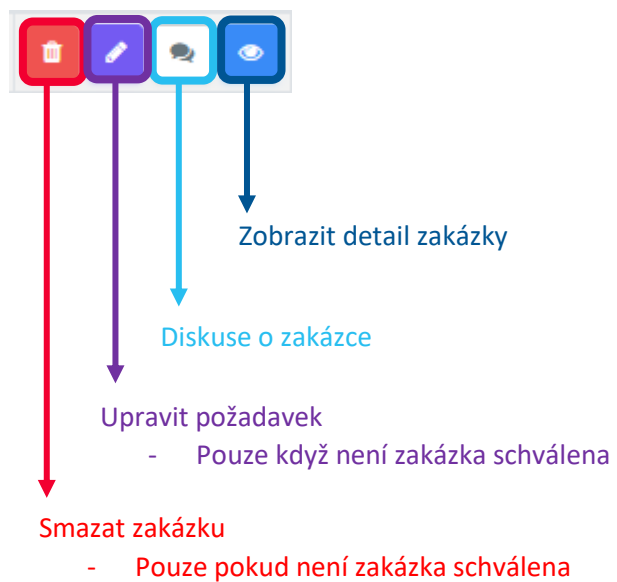 Zobrazit detail zakázky
Diskuse o zakázce
Upravit požadavek
- Pouze když není zakázka schválena
Smazat zakázku
- Pouze pokud není zakázka schválena